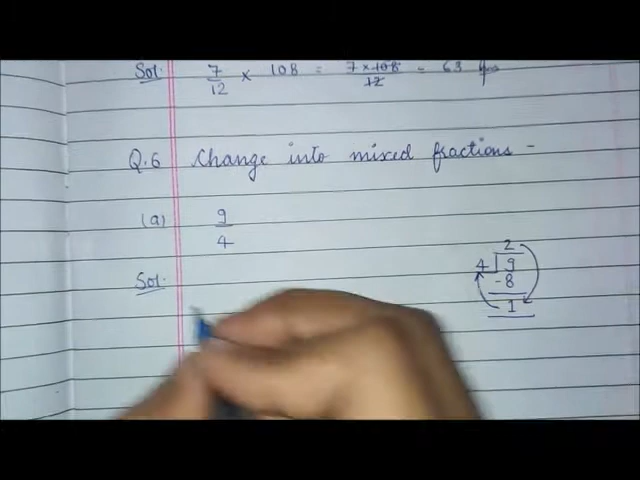 Sol. 7/12 × 108 = 7×108/12 = 63
Q.6 Change into mixed fractions -
(a) 9/4
Sol.
2
4 9
-8
1